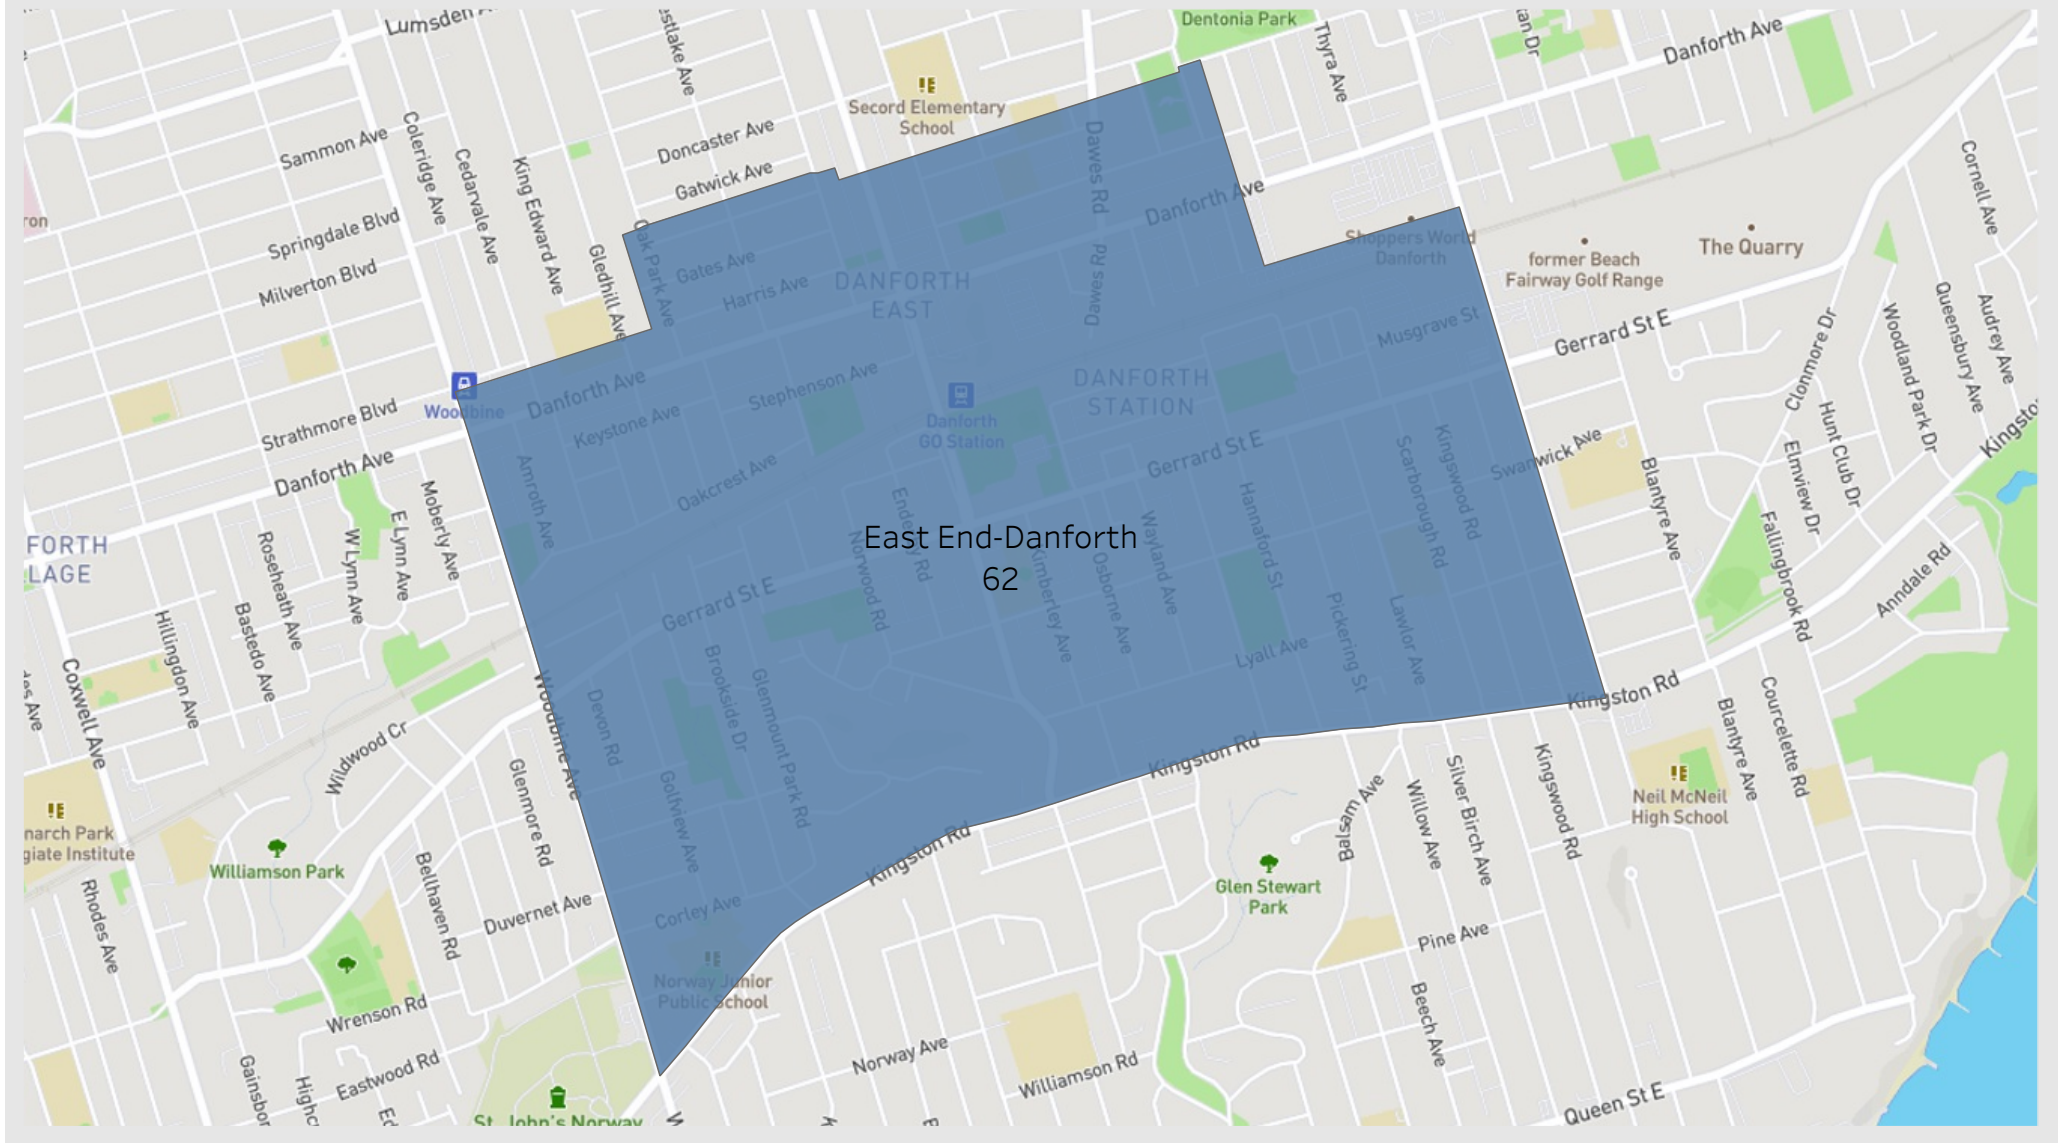 Lumsden
Dentonia Park
Danforth Ave
Thyra Ave
Secord Elementary
School
Doncaster Ave
Gatwick Ave
Sammon Ave
Coleridge Ave
Cedarvale Ave
King Edward Ave
Dawes Rd
Danforth Ave
Cornell Ave
Springdale Blvd
Milverton Blvd
Gledhill Ave
Oak Park Ave
Gates Ave
Harris Ave
DANFORTH
EAST
Dawes Rd
Shoppers World
Danforth
former Beach
Fairway Golf Range
The Quarry
Musgrave St
Gerrard St E
Clonmore Dr
Woodland Park Dr
Queensbury Ave
Audrey Ave
Woodbine
Strathmore Blvd
Danforth Ave
Danforth Ave
Keystone Ave
Stephenson Ave
Danforth
GO Station
DANFORTH
STATION
Gerrard St E
Scarborough Rd
Kingswood Rd
Swanwick Ave
Blantyre Ave
Elmview Dr
Hunt Club Dr
Moberly Ave
E Lynn Ave
W Lynn Ave
Roseheath Ave
Amroth Ave
Oakcrest Ave
Enderby Rd
Norwood Rd
East End-Danforth
62
Kimberley Ave
Osborne Ave
Wayland Ave
Hannaford St
Fallingbrook Rd
Anndale Rd
Hillingdon Ave
Bastedo Ave
Coxwell Ave
Gerrard St E
Brookside Dr
Glenmount Park Rd
Lyall Ave
Pickering St
Lawlor Ave
Kingston Rd
Woodbine Ave
Devon Rd
Wildwood Cr
Glenmore Rd
Golfview Ave
Kingston Rd
Kingston Rd
Balsam Ave
Willow Ave
Silver Birch Ave
Kingswood Rd
Neil McNeil
High School
Blantyre Ave
Courcelette Rd
Williamson Park
Rhodes Ave
Bellhaven Rd
Duvernet Ave
Corley Ave
Norway Junior
Public School
Glen Stewart
Park
Pine Ave
Beech Ave
Wrenson Rd
Eastwood Rd
Norway Ave
Williamson Rd
St. John's Norway
Queen St E